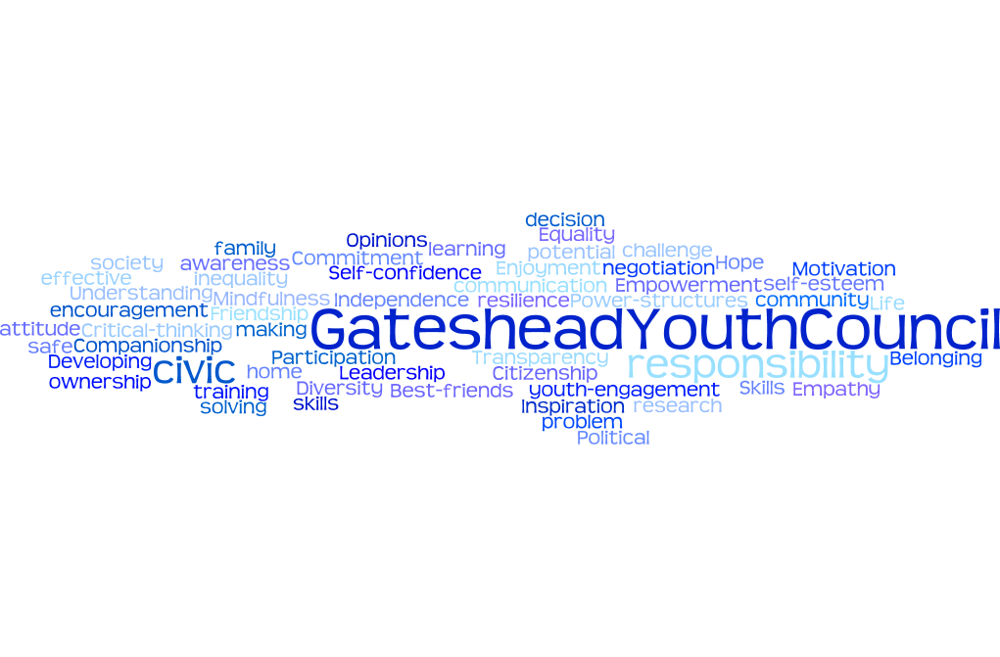 decision
Equality
family Opinions learning potential challenge
society awareness Commitment Enjoyment negotiation Hope Motivation
effective inequality Self-confidence communication Empowerment self-esteem
Understanding Mindfulness Independence resilience Power-structures community Life
encouragement Friendship
attitude Critical-thinking making GatesheadYouthCouncil
safe Companionship
Developing civic home Participation Leadership Transparency Citizenship responsibility Belonging
ownership training Diversity Best-friends youth-engagement Skills Empathy
solving skills Inspiration research
problem
Political